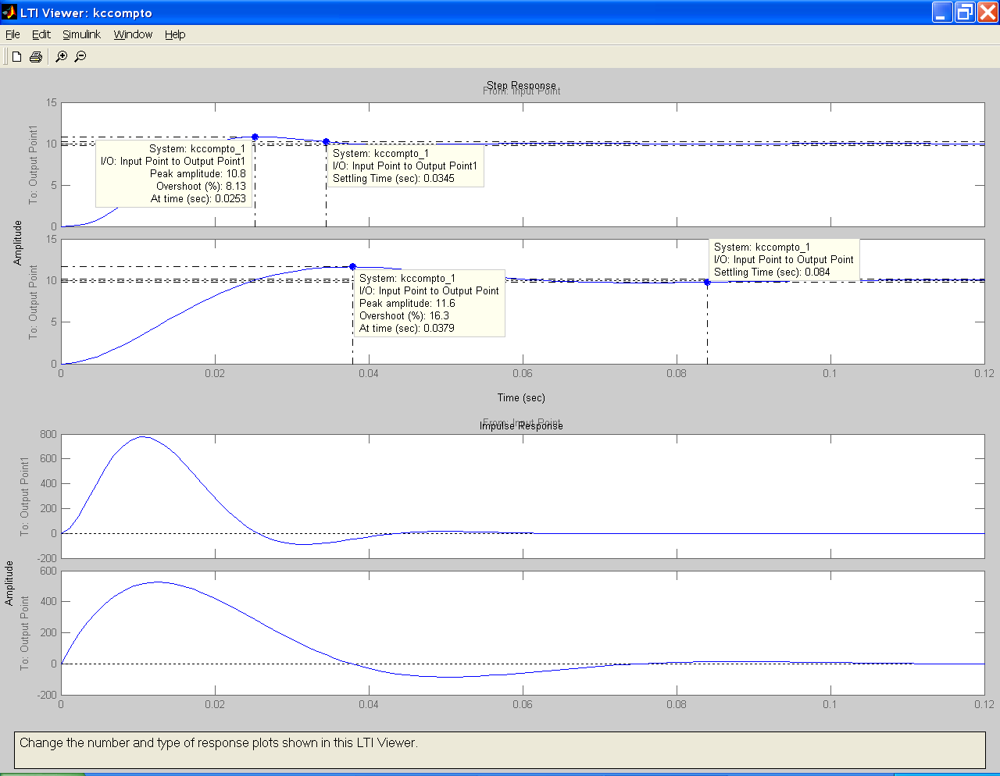 LTI Viewer: kccompto
File Edit Simulink Window Help
Step Response
From: Input Point
To: Output Point1
15
10
5
0
System: kccompto_1
I/O: Input Point to Output Point1
Peak amplitude: 10.8
Overshoot (%): 8.13
At time (sec): 0.0253
System: kccompto_1
I/O: Input Point to Output Point1
Settling Time (sec): 0.0345
Amplitude
To: Output Point
15
10
5
0
System: kccompto_1
I/O: Input Point to Output Point
Peak amplitude: 11.6
Overshoot (%): 16.3
At time (sec): 0.0379
System: kccompto_1
I/O: Input Point to Output Point
Settling Time (sec): 0.084
0 0.02 0.04 0.06 0.08 0.1 0.12
Time (sec)
From: Input Point
Impulse Response
To: Output Point1
800
600
400
200
0
-200
Amplitude
To: Output Point
600
400
200
0
-200
0 0.02 0.04 0.06 0.08 0.1 0.12
Change the number and type of response plots shown in this LTI Viewer.